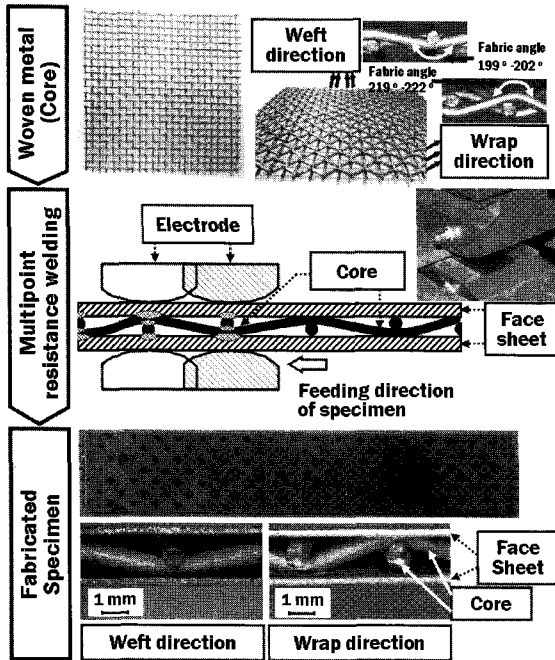 Woven metal
(Core)
Weft
direction
Fabric angle
199° -202°
Fabric angle
219° -222°
Wrap
direction
Multipoint
resistance welding
Electrode
Core
Face
sheet
Feeding direction
of specimen
Fabricated
Specimen
1 mm
1 mm
Face
Sheet
Core
Weft direction
Wrap direction